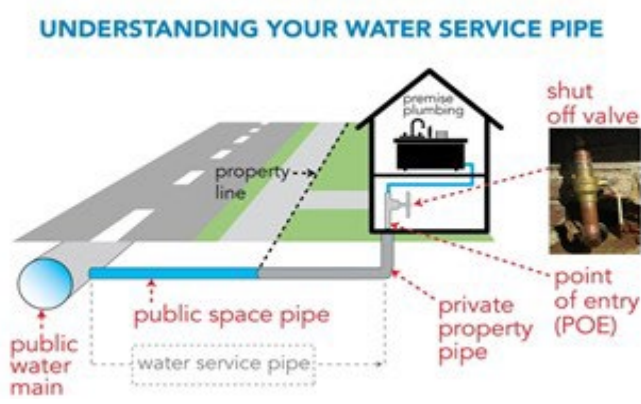 UNDERSTANDING YOUR WATER SERVICE PIPE
shut
off valve
premise
plumbing
property
line
point
of entry
(POE)
public space pipe
private
property
pipe
public
water
main
water service pipe